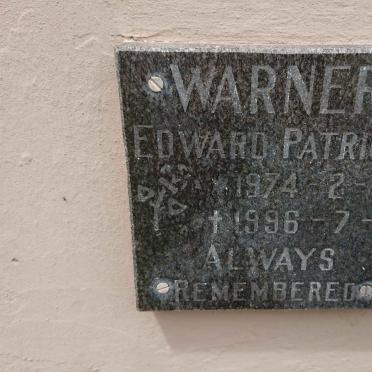 WARNER
EDWARD PATRI
1974-2-
†1996-7-
ALWAYS
REMEMBERED